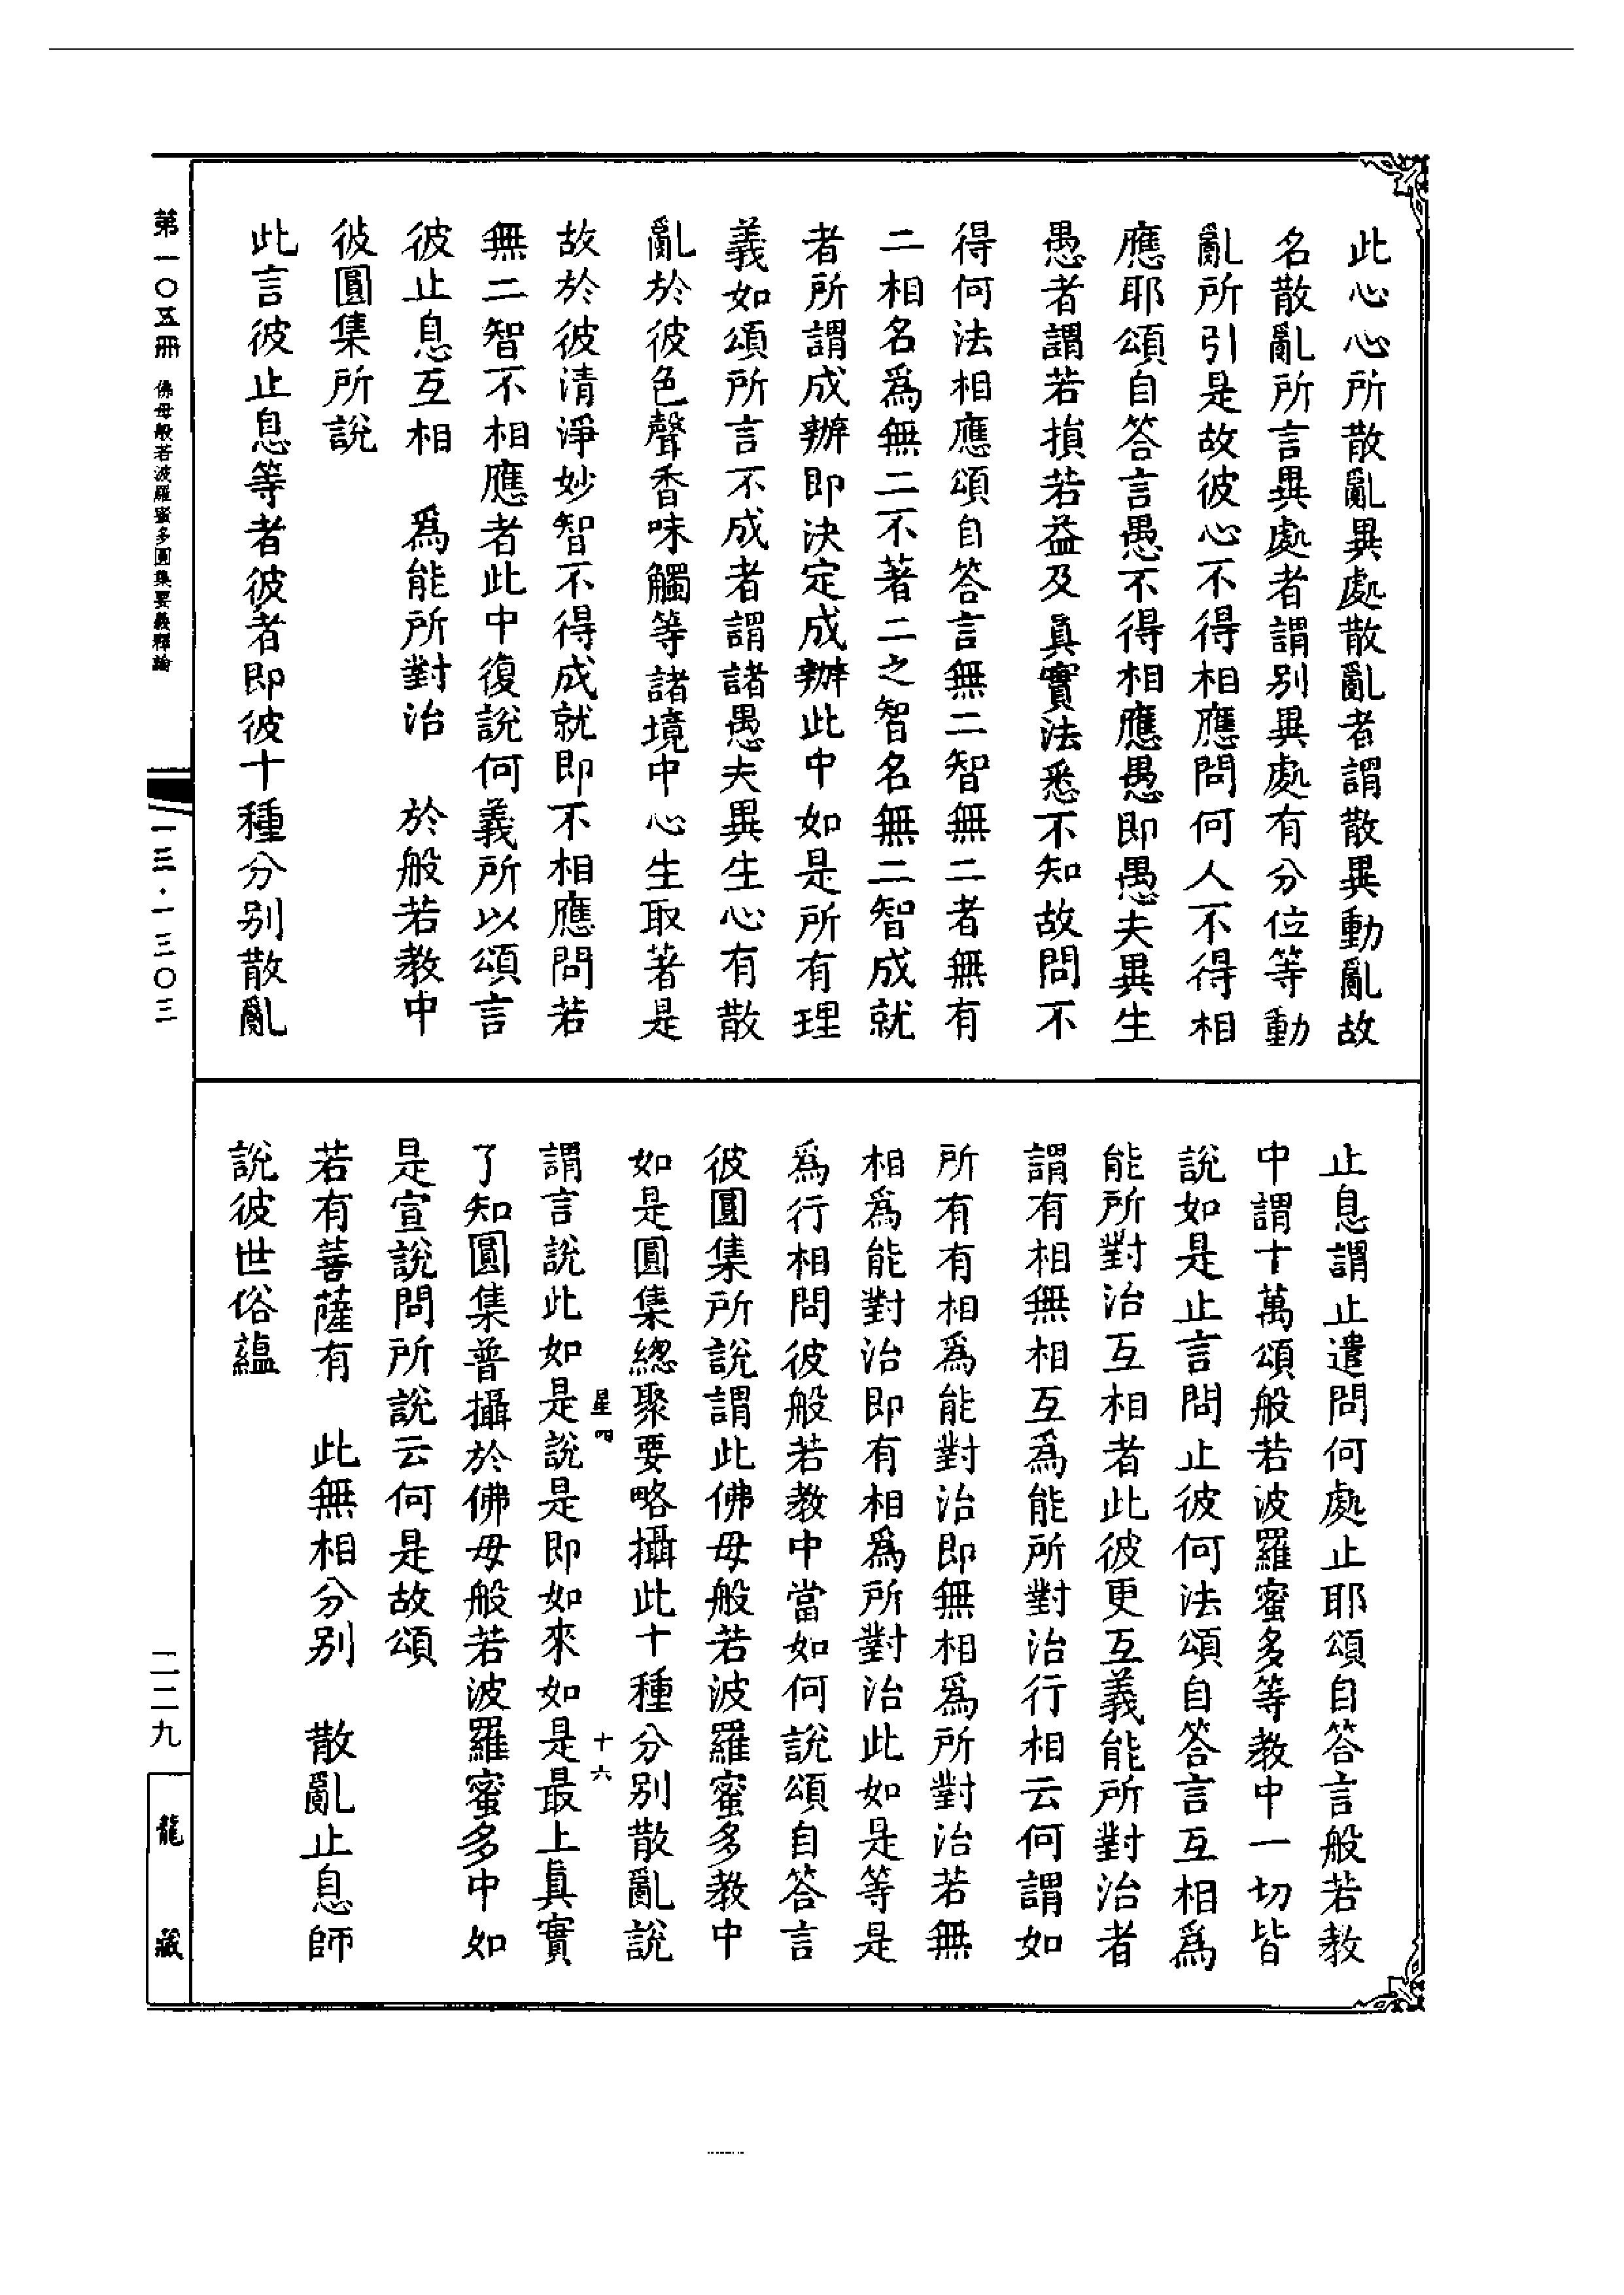 此心心所散亂異處散亂者謂散異動亂故
名散亂所言異處者謂别異處有分位等動
亂所引是故彼心不得相應問何人不得相
應耶頌自答言愚不得相應愚即愚夫異生
愚者謂若損若益及真實法悉不知故問不
得何法相應頌自答言無二智無二者無有
二相名爲無二不著二之智名無二智成就
者所謂成辦即決定成辦此中如是所有理
義如頌所言不成者謂諸愚夫異生心有散
亂於彼色聲香味觸等諸境中心生取著是
故於彼清淨妙智不得成就即不相應問若
無二智不相應者此中復說何義所以頌言
彼止息互相　爲能所對治　於般若教中
彼圓集所說
此言彼止息等者彼者即彼十種分别散亂
止息謂止遣問何處止耶頌自答言般若教
中謂十萬頌般若波羅蜜多等教中一切皆
說如是止言問止彼何法頌自答言互相爲
能所對治互相者此彼更互義能所對治者
謂有相無相互爲能所對治行相云何謂如
所有有相爲能對治即無相爲所對治若無
相爲能對治即有相爲所對治此如是等是
爲行相問彼般若教中當如何說頌自答言
彼圓集所說謂此佛母般若波羅蜜多教中
如是圓集總聚要略攝此十種分别散亂說
星四　十六
謂言說此如是說是即如來如是最上真實
了知圓集普攝於佛母般若波羅蜜多中如
是宣說問所說云何是故頌
若有菩薩有　此無相分别　散亂止息師
說彼世俗蘊
第一〇五冊　佛母般若波羅蜜多圓集要義釋論
一三·一三〇三
二二九
龍藏